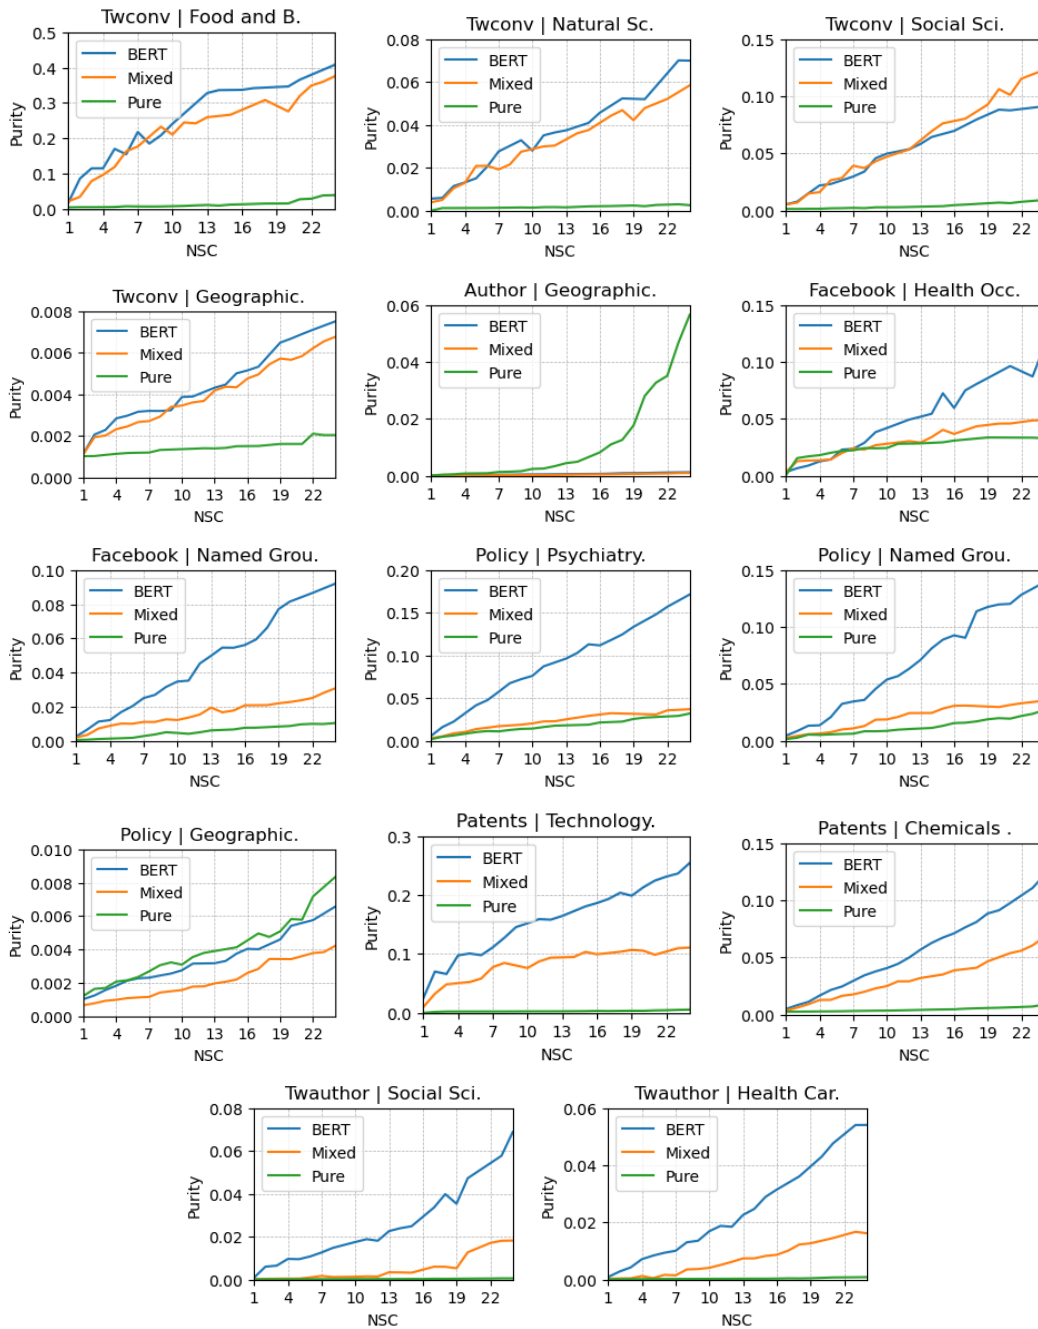 Twconv | Food and B.
0.5
0.4
0.3
0.2
0.1
0.0
Purity
BERT
Mixed
Pure
1 4 7 10 13 16 19 22
NSC
Twconv | Natural Sc.
0.08
0.06
0.04
0.02
0.00
Purity
BERT
Mixed
Pure
1 4 7 10 13 16 19 22
NSC
Twconv | Social Sci.
0.15
0.10
0.05
0.00
Purity
BERT
Mixed
Pure
1 4 7 10 13 16 19 22
NSC
Twconv | Geographic.
0.008
0.006
0.004
0.002
0.000
Purity
BERT
Mixed
Pure
1 4 7 10 13 16 19 22
NSC
Author | Geographic.
0.06
0.04
0.02
0.00
Purity
BERT
Mixed
Pure
1 4 7 10 13 16 19 22
NSC
Facebook | Health Occ.
0.15
0.10
0.05
0.00
Purity
BERT
Mixed
Pure
1 4 7 10 13 16 19 22
NSC
Facebook | Named Grou.
0.10
0.08
0.06
0.04
0.02
0.00
Purity
BERT
Mixed
Pure
1 4 7 10 13 16 19 22
NSC
Policy | Psychiatry.
0.20
0.15
0.10
0.05
0.00
Purity
BERT
Mixed
Pure
1 4 7 10 13 16 19 22
NSC
Policy | Named Grou.
0.15
0.10
0.05
0.00
Purity
BERT
Mixed
Pure
1 4 7 10 13 16 19 22
NSC
Policy | Geographic.
0.010
0.008
0.006
0.004
0.002
0.000
Purity
BERT
Mixed
Pure
1 4 7 10 13 16 19 22
NSC
Patents | Technology.
0.3
0.2
0.1
0.0
Purity
BERT
Mixed
Pure
1 4 7 10 13 16 19 22
NSC
Patents | Chemicals .
0.15
0.10
0.05
0.00
Purity
BERT
Mixed
Pure
1 4 7 10 13 16 19 22
NSC
Twauthor | Social Sci.
0.08
0.06
0.04
0.02
0.00
Purity
BERT
Mixed
Pure
1 4 7 10 13 16 19 22
NSC
Twauthor | Health Car.
0.06
0.04
0.02
0.00
Purity
BERT
Mixed
Pure
1 4 7 10 13 16 19 22
NSC